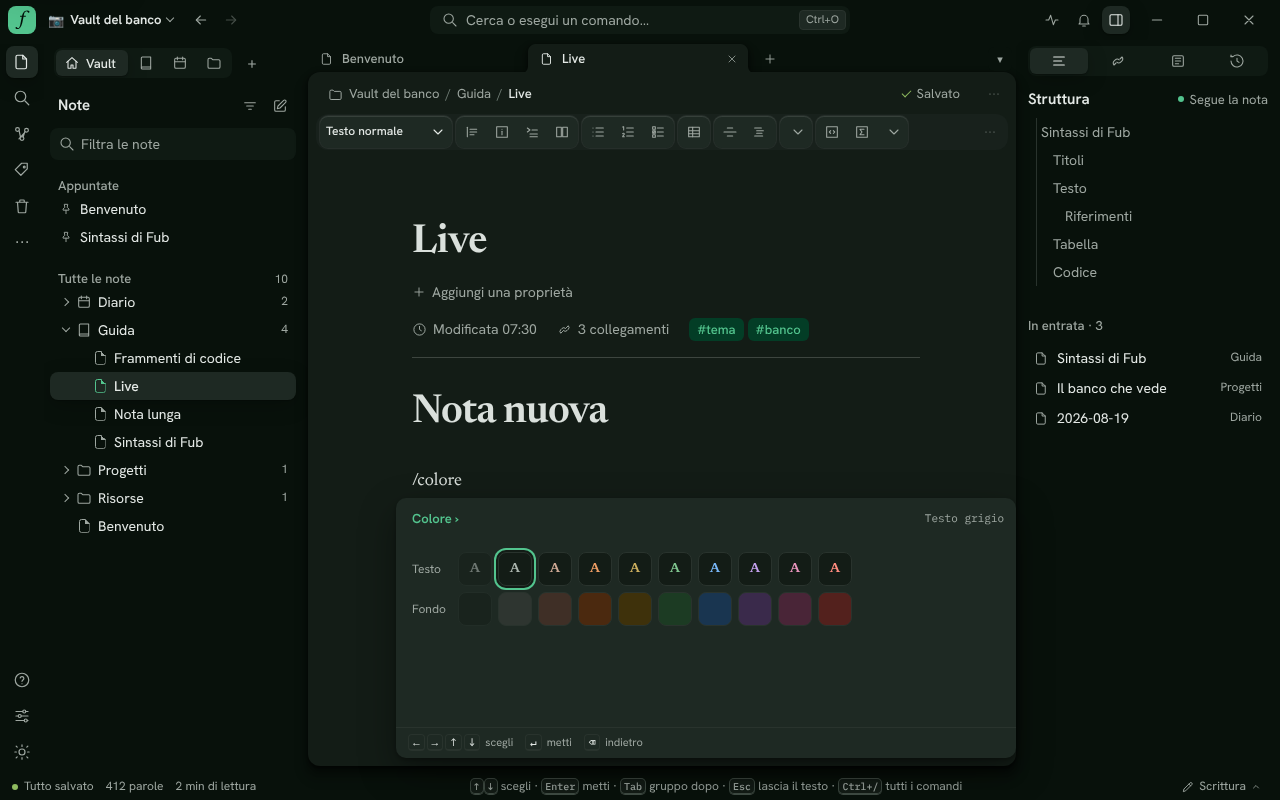 Vault del banco
Cerca o esegui un comando…
Ctrl+O
Vault
Benvenuto
Live
Note
Filtra le note
Appuntate
Benvenuto
Sintassi di Fub
Tutte le note 10
Diario 2
Guida 4
Frammenti di codice
Live
Nota lunga
Sintassi di Fub
Progetti 1
Risorse 1
Benvenuto
Vault del banco / Guida / Live
Salvato
Testo normale
Live
Aggiungi una proprietà
Modificata 07:30 3 collegamenti #tema #banco
Nota nuova
/colore
Colore ›
Testo grigio
Testo A A A A A A A A A A
Fondo
← → ↑ ↓ scegli ↵ metti ⌫ indietro
Struttura
Segue la nota
Sintassi di Fub
Titoli
Testo
Riferimenti
Tabella
Codice
In entrata · 3
Sintassi di Fub Guida
Il banco che vede Progetti
2026-08-19 Diario
Tutto salvato 412 parole 2 min di lettura
↑ ↓ scegli · Enter metti · Tab gruppo dopo · Esc lascia il testo · Ctrl+/ tutti i comandi
Scrittura